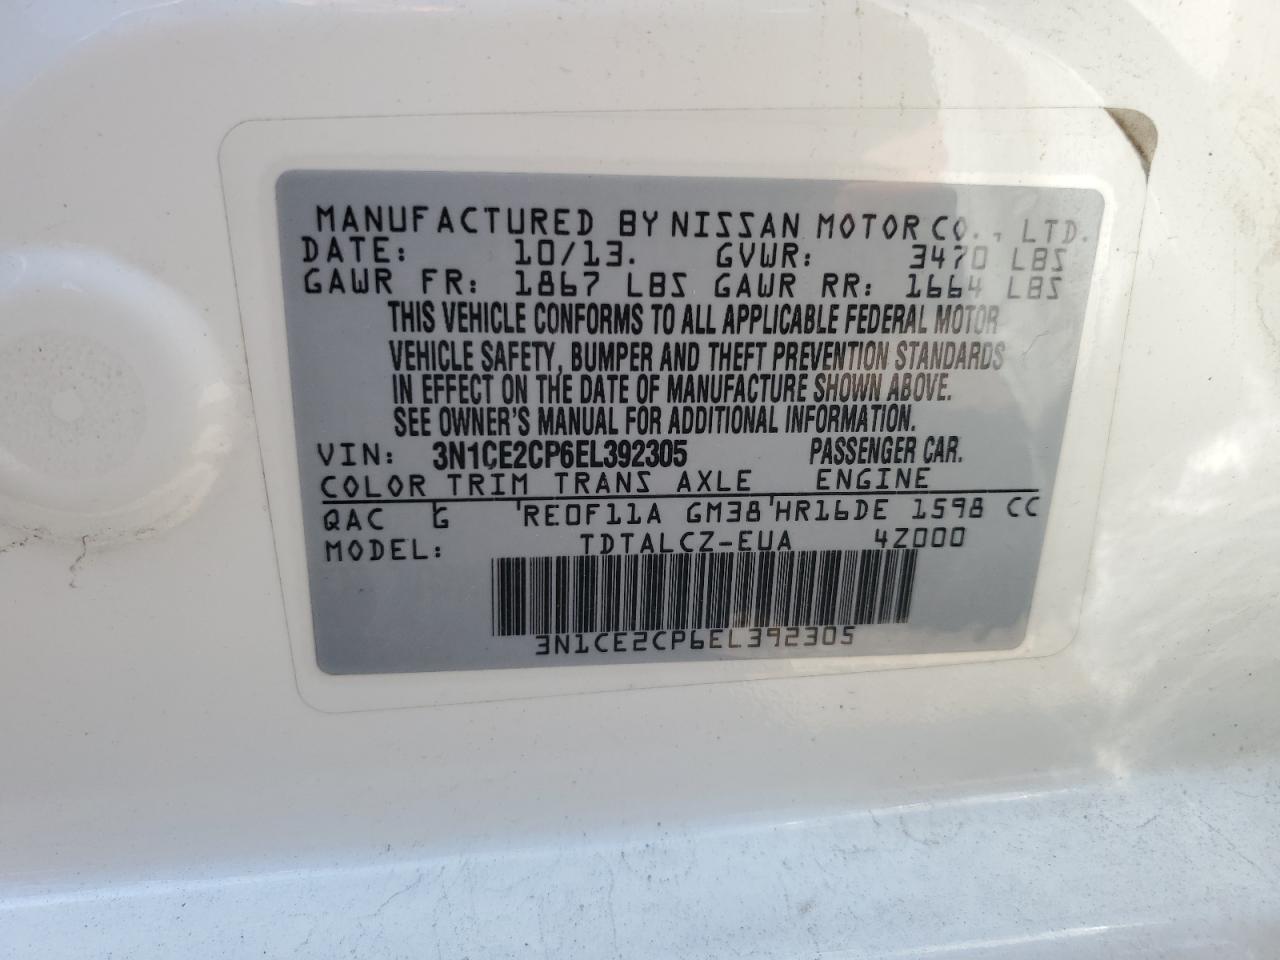 MANUFACTURED BY NISSAN MOTOR CO., LTD.
DATE: 10/13. GVWR: 3470 LBS
GAWR FR: 1867 LBS GAWR RR: 1664 LBS
THIS VEHICLE CONFORMS TO ALL APPLICABLE FEDERAL MOTOR
VEHICLE SAFETY, BUMPER AND THEFT PREVENTION STANDARDS
IN EFFECT ON THE DATE OF MANUFACTURE SHOWN ABOVE.
SEE OWNER'S MANUAL FOR ADDITIONAL INFORMATION.
VIN: 3N1CE2CP6EL392305 PASSENGER CAR.
COLOR TRIM TRANS AXLE ENGINE
QAC G 'RE0F11A GM38'HR16DE 1598 CC
MODEL: TDTALCZ-EUA 4Z000
3N1CE2CP6EL392305